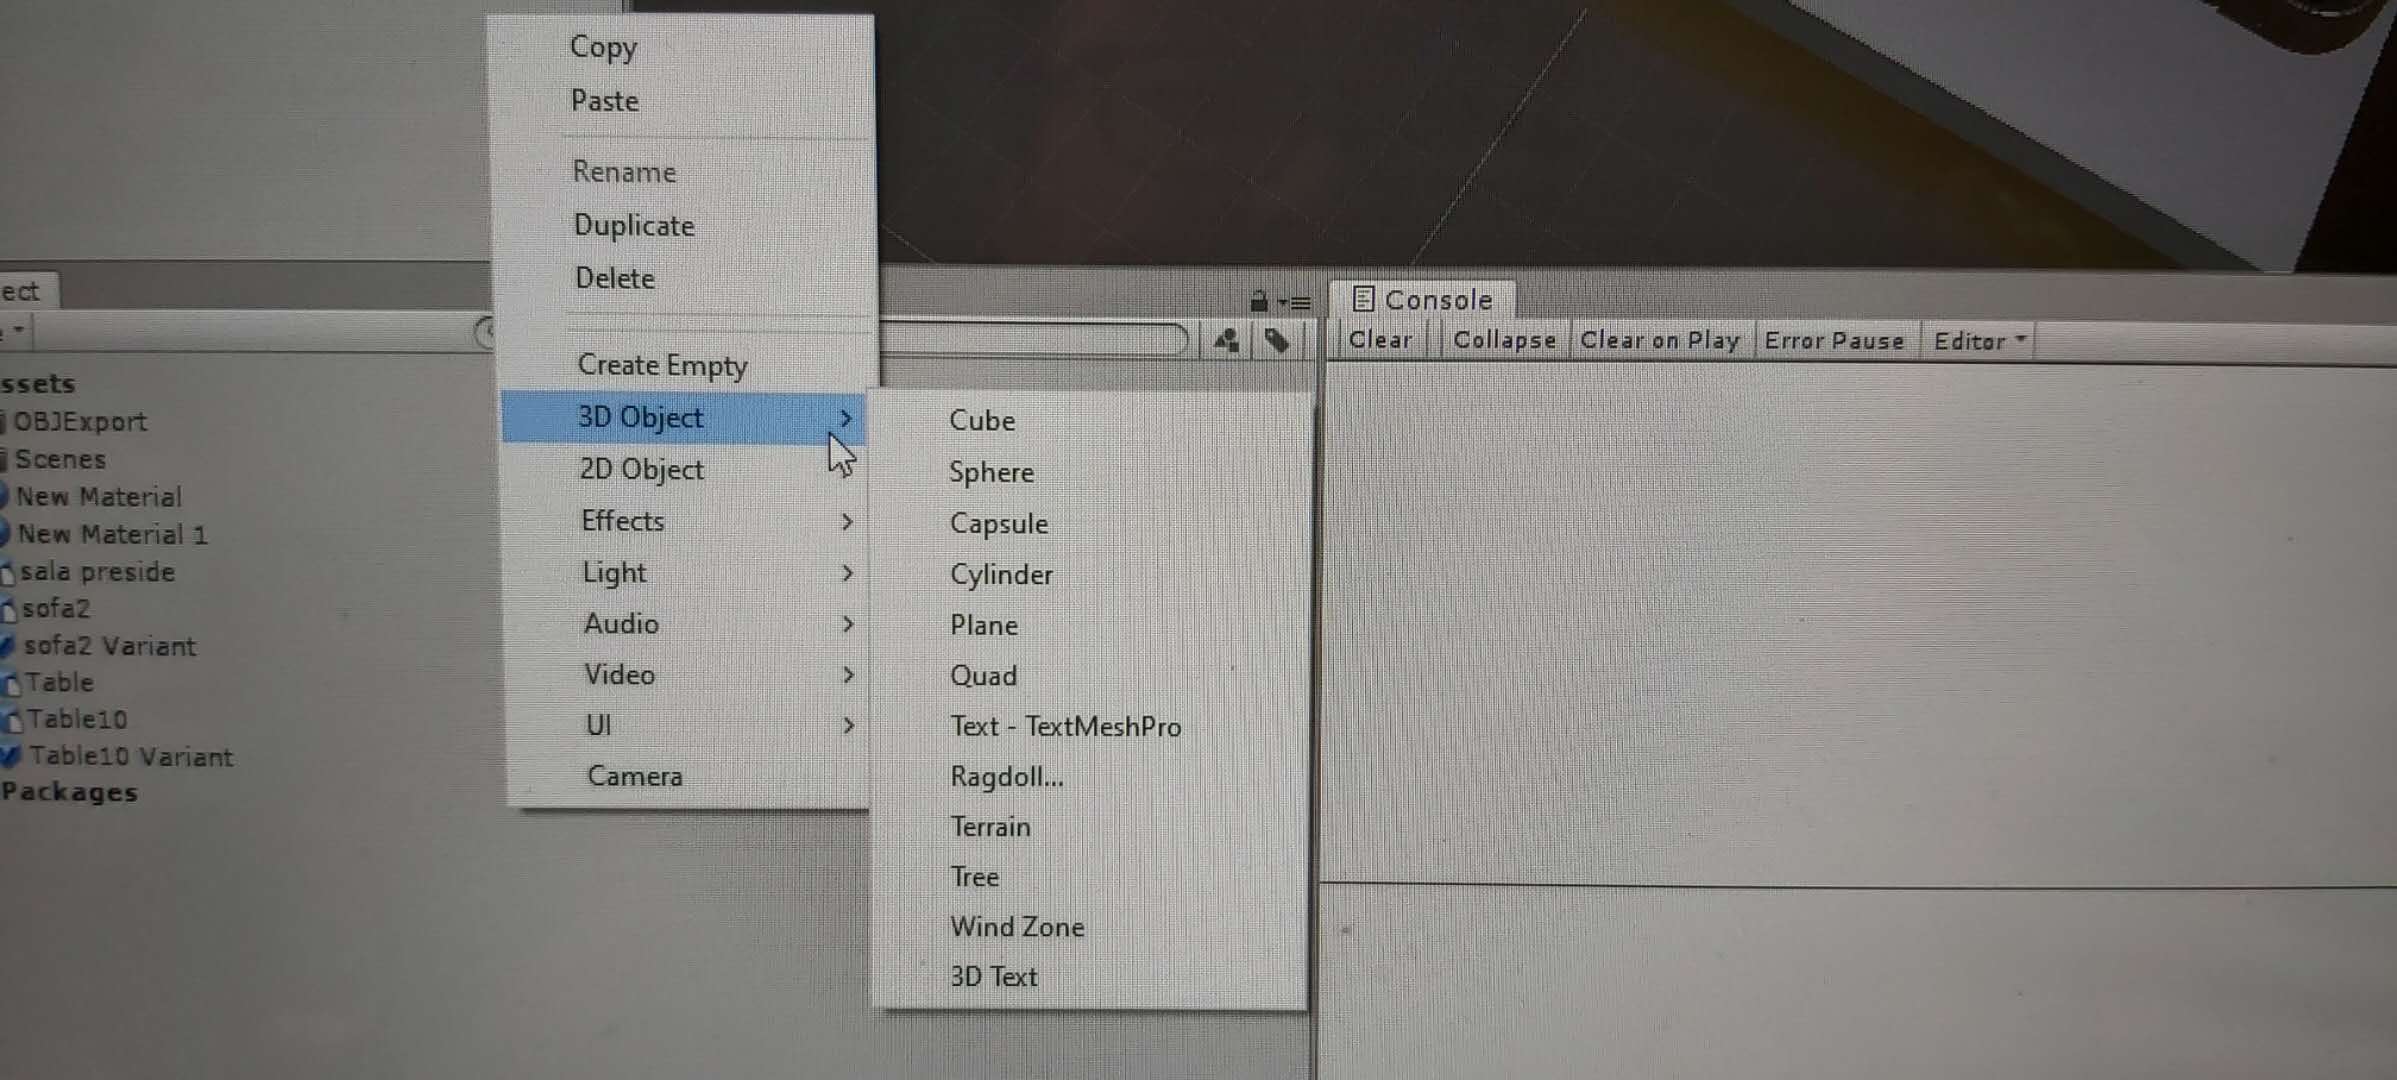 Copy
Paste
Rename
Duplicate
Delete
Create Empty
3D Object
2D Object
Effects
Light
Audio
Video
UI
Camera
Cube
Sphere
Capsule
Cylinder
Plane
Quad
Text - TextMeshPro
Ragdoll...
Terrain
Tree
Wind Zone
3D Text
ect
ssets
OBJExport
Scenes
New Material
New Material 1
sala preside
sofa2
sofa2 Variant
Table
Table10
Table10 Variant
Packages
Console
Clear Collapse Clear on Play Error Pause Editor